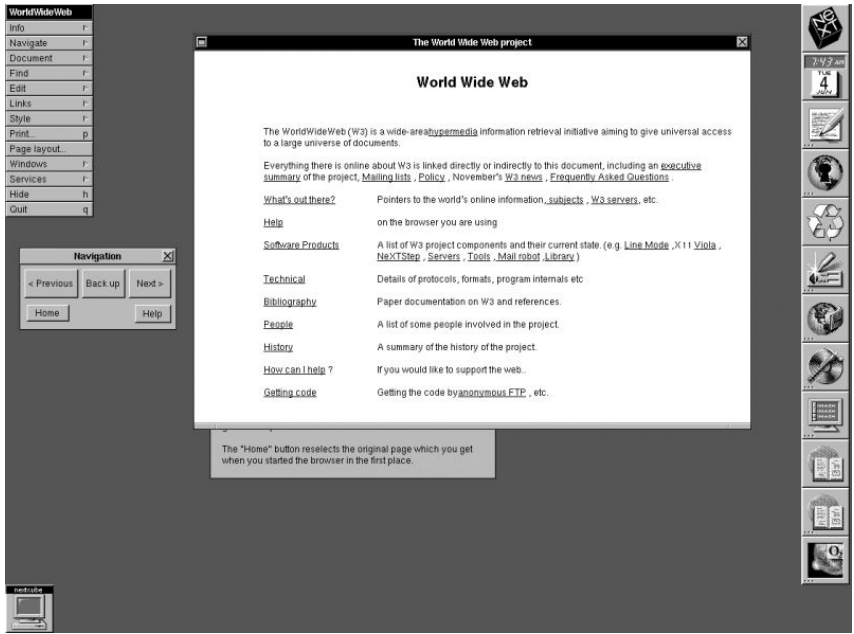 WorldWideWeb
Info
Navigate
Document
Find
Edit
Links
Style
Print... p
Page layout...
Windows
Services
Hide h
Quit q
Navigation
< Previous Back up Next >
Home Help
The World Wide Web project
World Wide Web
The WorldWideWeb (W3) is a wide-areahypermedia information retrieval initiative aiming to give universal access
to a large universe of documents.
Everything there is online about W3 is linked directly or indirectly to this document, including an executive
summary of the project, Mailing lists , Policy , November's W3 news , Frequently Asked Questions .
What's out there? Pointers to the world's online information, subjects , W3 servers, etc.
Help on the browser you are using
Software Products A list of W3 project components and their current state. (e.g. Line Mode ,X11 Viola ,
NeXTStep , Servers , Tools , Mail robot ,Library )
Technical Details of protocols, formats, program internals etc
Bibliography Paper documentation on W3 and references.
People A list of some people involved in the project.
History A summary of the history of the project.
How can I help ? If you would like to support the web..
Getting code Getting the code byanonymous FTP , etc.
The "Home" button reselects the original page which you get
when you started the browser in the first place.
NeXT
7:43 AM
TUE
4
nextcube